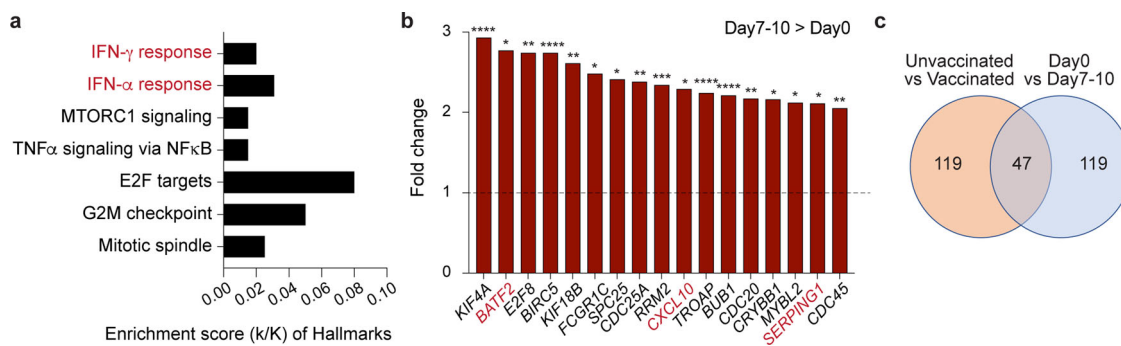 a
IFN-γ response
IFN-α response
MTORC1 signaling
TNFα signaling via NFκB
E2F targets
G2M checkpoint
Mitotic spindle
0.00
0.02
0.04
0.06
0.08
0.10
Enrichment score (k/K) of Hallmarks
b
Day7-10 > Day0
Fold change
3
2
1
0
****
*
**
****
**
*
*
**
***
*
****
****
**
*
*
*
**
KIF4A
BATF2
E2F8
BIRC5
KIF18B
FCGR1C
SPC25
CDC25A
RRM2
CXCL10
TROAP
BUB1
CDC20
CRYBB1
MYBL2
SERPING1
CDC45
c
Unvaccinated
vs Vaccinated
Day0
vs Day7-10
119
47
119